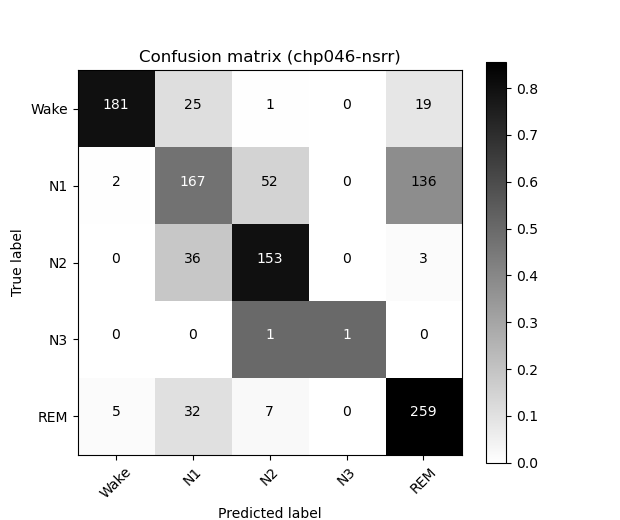 Confusion matrix (chp046-nsrr)
Wake 181 25 1 0 19
N1 2 167 52 0 136
N2 0 36 153 0 3
N3 0 0 1 1 0
REM 5 32 7 0 259
Wake N1 N2 N3 REM
True label
Predicted label
0.8
0.7
0.6
0.5
0.4
0.3
0.2
0.1
0.0